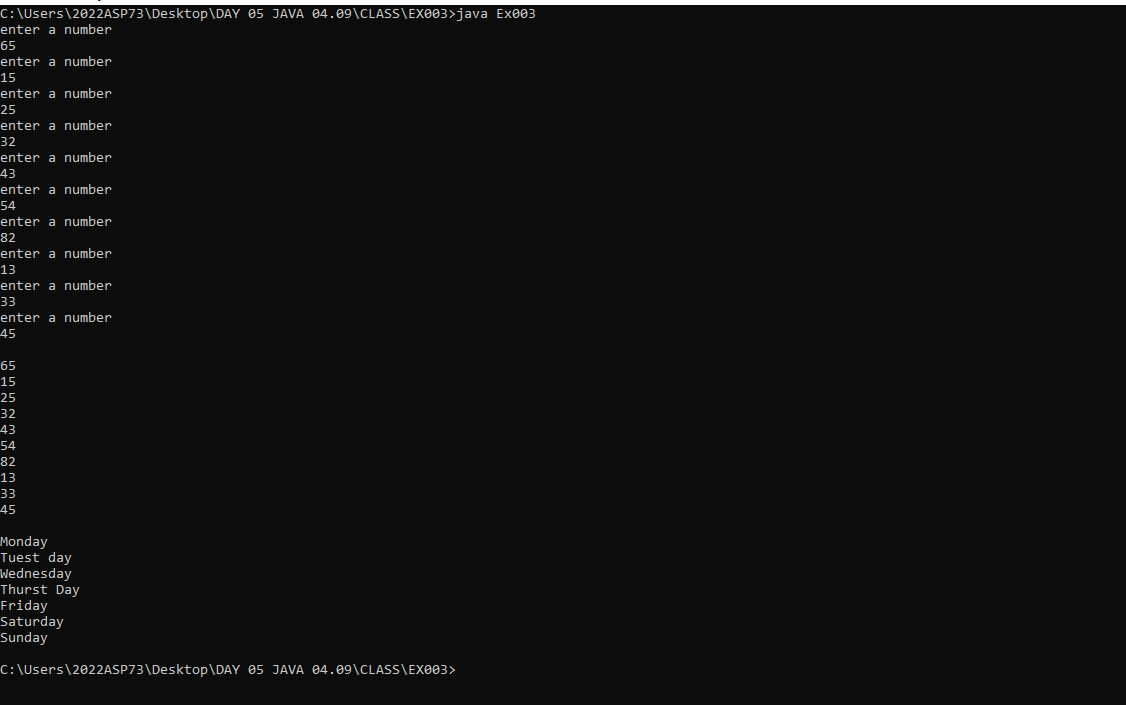 C:\Users\2022ASP73\Desktop\DAY 05 JAVA 04.09\CLASS\EX003>java Ex003
enter a number
65
enter a number
15
enter a number
25
enter a number
32
enter a number
43
enter a number
54
enter a number
82
enter a number
13
enter a number
33
enter a number
45
65
15
25
32
43
54
82
13
33
45
Monday
Tuest day
Wednesday
Thurst Day
Friday
Saturday
Sunday
C:\Users\2022ASP73\Desktop\DAY 05 JAVA 04.09\CLASS\EX003>